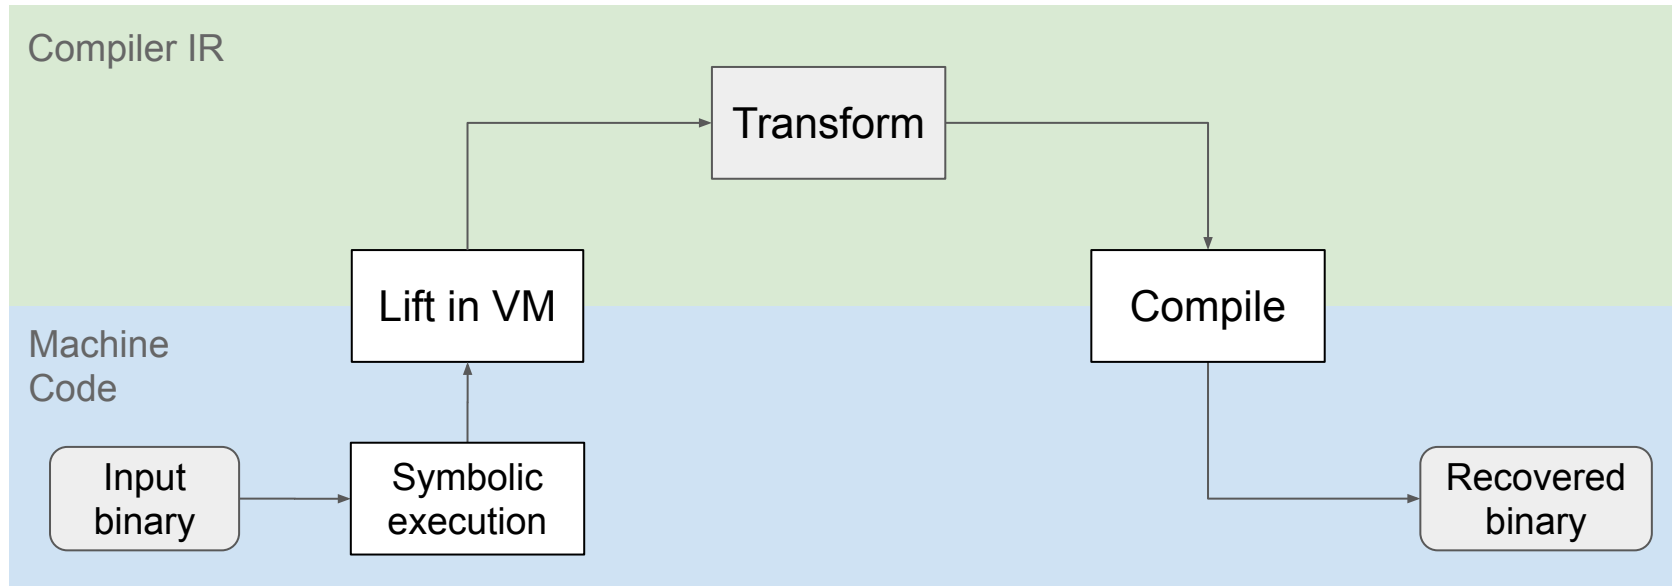 Compiler IR
Transform
Lift in VM
Compile
Machine
Code
Input
binary
Symbolic
execution
Recovered
binary